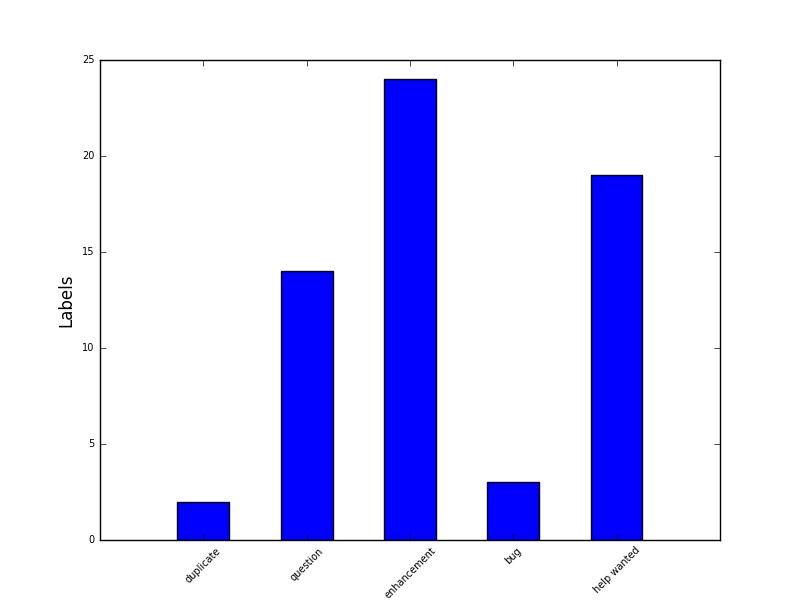 25
20
15
10
5
0
Labels
duplicate
question
enhancement
bug
help wanted